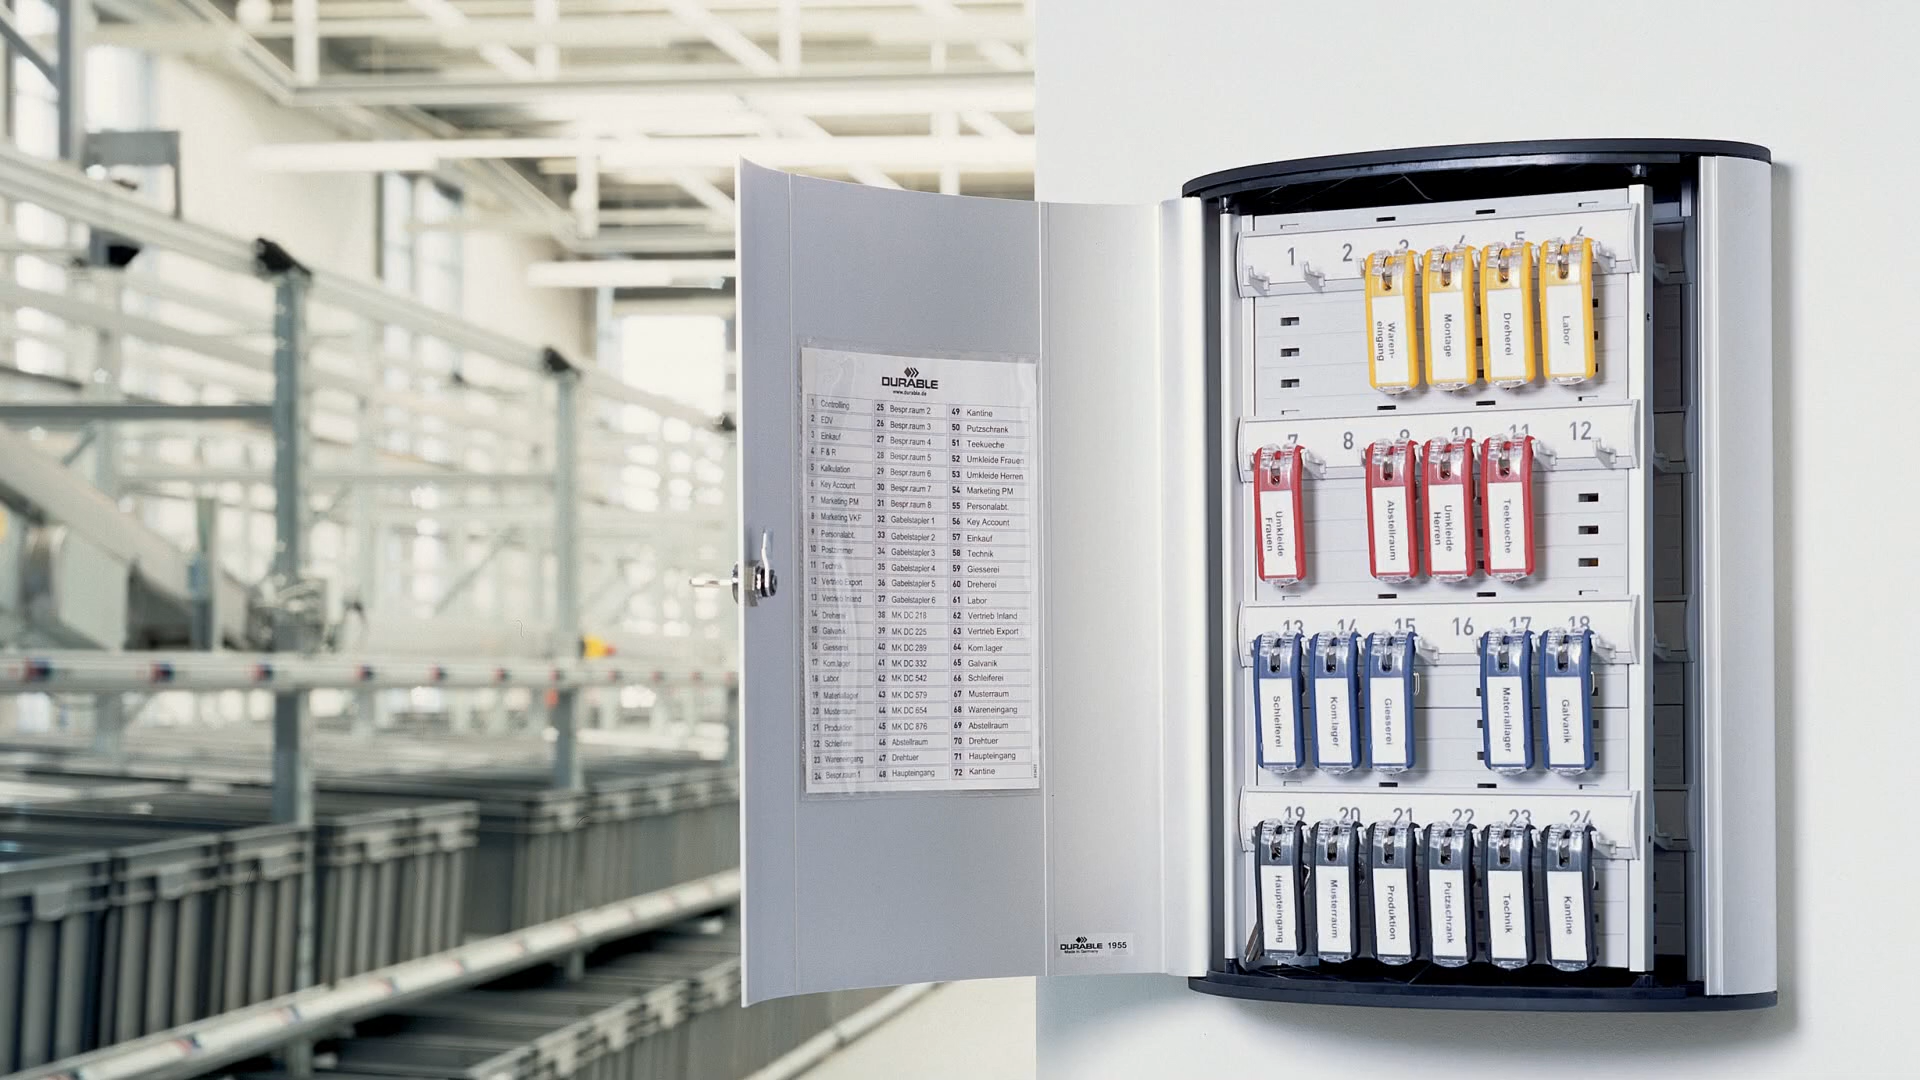 DURABLE
www.durable.de
1 Controlling
2 EDV
3 Einkauf
4 F & R
5 Kalkulation
6 Key Account
7 Marketing PM
8 Marketing VKF
9 Personalabt.
10 Postzimmer
11 Technik
12 Vertrieb Export
13 Vertrieb Inland
14 Dreherei
15 Galvanik
16 Giesserei
17 Kom.lager
18 Labor
19 Materiallager
20 Musterraum
21 Produktion
22 Schleiferei
23 Wareneingang
24 Bespr.raum 1
25 Bespr.raum 2
26 Bespr.raum 3
27 Bespr.raum 4
28 Bespr.raum 5
29 Bespr.raum 6
30 Bespr.raum 7
31 Bespr.raum 8
32 Gabelstapler 1
33 Gabelstapler 2
34 Gabelstapler 3
35 Gabelstapler 4
36 Gabelstapler 5
37 Gabelstapler 6
38 MK DC 218
39 MK DC 225
40 MK DC 289
41 MK DC 332
42 MK DC 542
43 MK DC 579
44 MK DC 654
45 MK DC 876
46 Abstellraum
47 Drehtuer
48 Haupteingang
49 Kantine
50 Putzschrank
51 Teekueche
52 Umkleide Frauen
53 Umkleide Herren
54 Marketing PM
55 Personalabt.
56 Key Account
57 Einkauf
58 Technik
59 Giesserei
60 Dreherei
61 Labor
62 Vertrieb Inland
63 Vertrieb Export
64 Kom.lager
65 Galvanik
66 Schleiferei
67 Musterraum
68 Wareneingang
69 Abstellraum
70 Drehtuer
71 Haupteingang
72 Kantine
DURABLE 1955
Made in Germany
1 2 3 4 5 6
Waren-
eingang
Montage
Dreherei
Labor
7 8 9 10 11 12
Umkleide
Frauen
Abstellraum
Umkleide
Herren
Teekueche
13 14 15 16 17 18
Schleiferei
Kom.lager
Giesserei
Materiallager
Galvanik
19 20 21 22 23 24
Haupteingang
Musterraum
Produktion
Putzschrank
Technik
Kantine